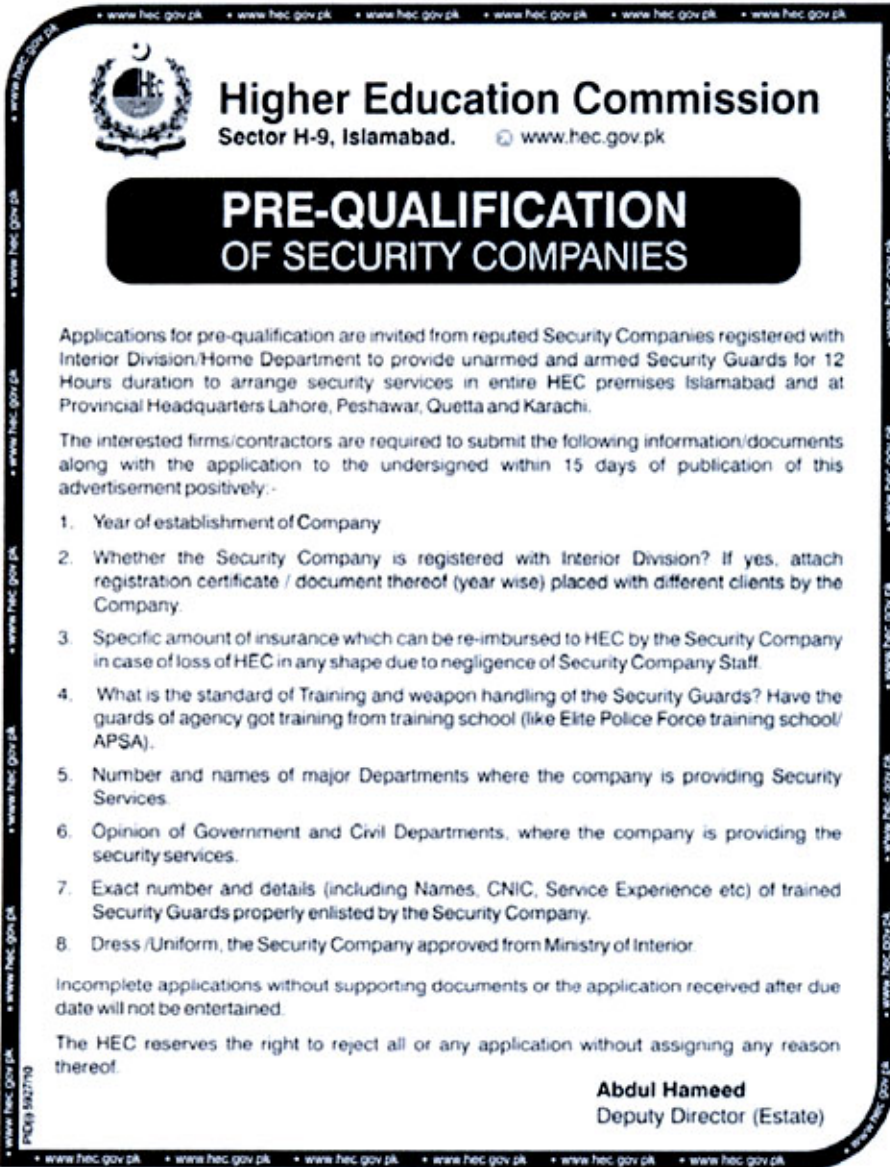 • www.hec.gov.pk • www.hec.gov.pk • www.hec.gov.pk • www.hec.gov.pk • www.hec.gov.pk • www.hec.gov.pk
HEC
Higher Education Commission
Sector H-9, Islamabad. www.hec.gov.pk
PRE-QUALIFICATION
OF SECURITY COMPANIES
Applications for pre-qualification are invited from reputed Security Companies registered with
Interior Division/Home Department to provide unarmed and armed Security Guards for 12
Hours duration to arrange security services in entire HEC premises Islamabad and at
Provincial Headquarters Lahore, Peshawar, Quetta and Karachi.
The interested firms/contractors are required to submit the following information/documents
along with the application to the undersigned within 15 days of publication of this
advertisement positively:-
1. Year of establishment of Company
2. Whether the Security Company is registered with Interior Division? If yes, attach
registration certificate / document thereof (year wise) placed with different clients by the
Company.
3. Specific amount of insurance which can be re-imbursed to HEC by the Security Company
in case of loss of HEC in any shape due to negligence of Security Company Staff.
4. What is the standard of Training and weapon handling of the Security Guards? Have the
guards of agency got training from training school (like Elite Police Force training school/
APSA).
5. Number and names of major Departments where the company is providing Security
Services.
6. Opinion of Government and Civil Departments, where the company is providing the
security services.
7. Exact number and details (including Names, CNIC, Service Experience etc) of trained
Security Guards properly enlisted by the Security Company.
8. Dress /Uniform, the Security Company approved from Ministry of Interior.
Incomplete applications without supporting documents or the application received after due
date will not be entertained.
The HEC reserves the right to reject all or any application without assigning any reason
thereof.
Abdul Hameed
Deputy Director (Estate)
PID(i) 5927/10
• www.hec.gov.pk • www.hec.gov.pk • www.hec.gov.pk • www.hec.gov.pk • www.hec.gov.pk • www.hec.gov.pk